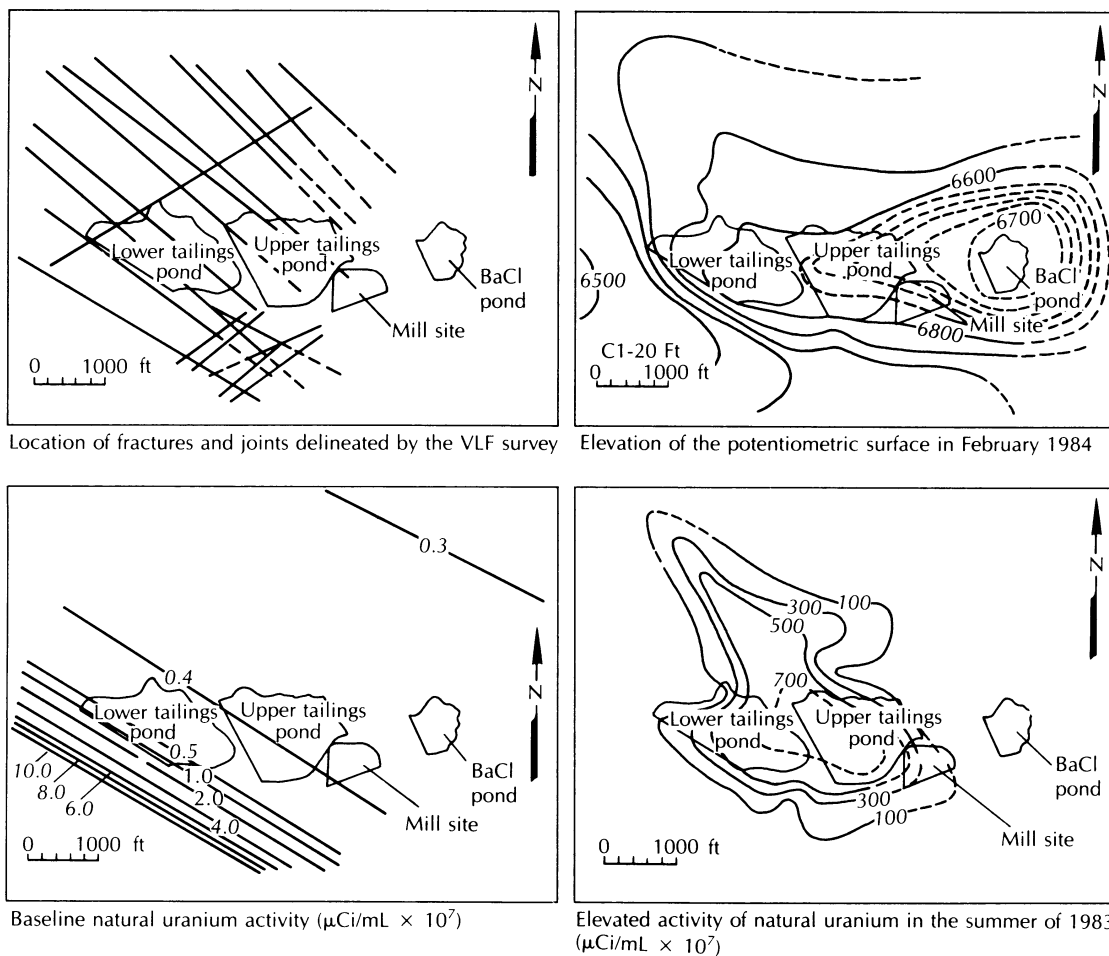 N
Lower tailings
pond
Upper tailings
pond
BaCl
pond
Mill site
0 1000 ft
Location of fractures and joints delineated by the VLF survey
N
6600
6700
Lower tailings
pond
Upper tailings
pond
BaCl
pond
6500
Mill site
6800
C1-20 Ft
0 1000 ft
Elevation of the potentiometric surface in February 1984
0.3
N
0.4
Lower tailings
pond
Upper tailings
pond
0.5
1.0
2.0
4.0
10.0
8.0
6.0
BaCl
pond
Mill site
0 1000 ft
Baseline natural uranium activity (μCi/mL × 10⁷)
N
300
100
500
700
Lower tailings
pond
Upper tailings
pond
BaCl
pond
300
100
Mill site
0 1000 ft
Elevated activity of natural uranium in the summer of 1983
(μCi/mL × 10⁷)